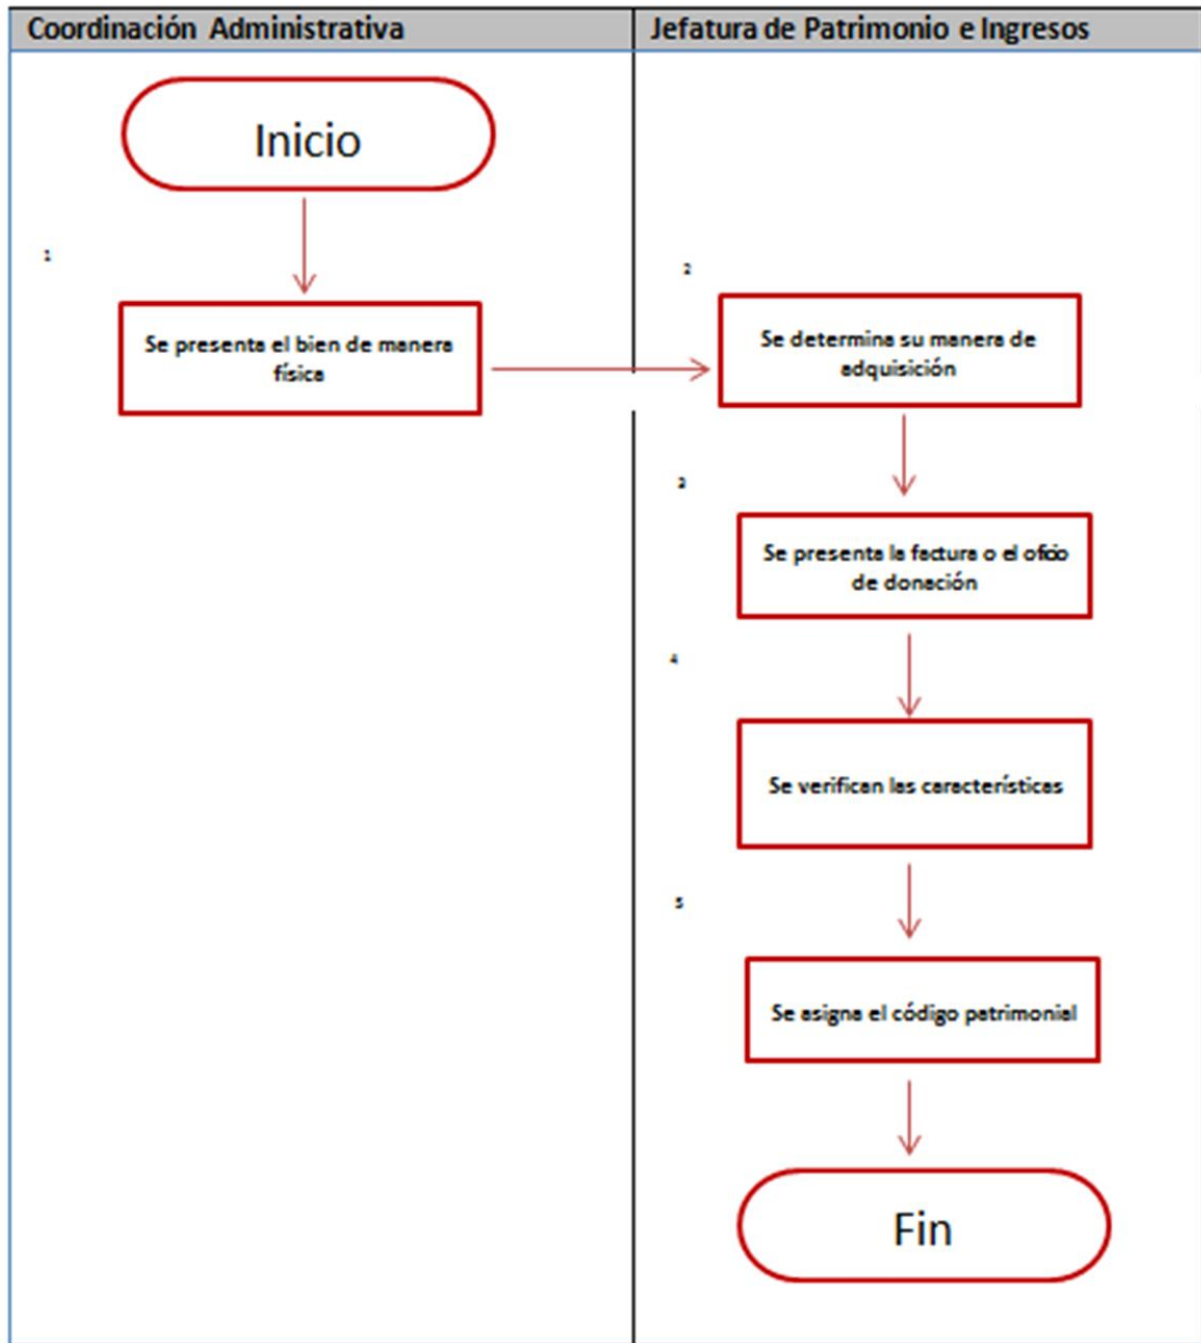 Coordinación Administrativa
Jefatura de Patrimonio e Ingresos
Inicio
1
Se presenta el bien de manera
física
2
Se determina su manera de
adquisición
3
Se presenta la factura o el oficio
de donación
4
Se verifican las características
5
Se asigna el código patrimonial
Fin